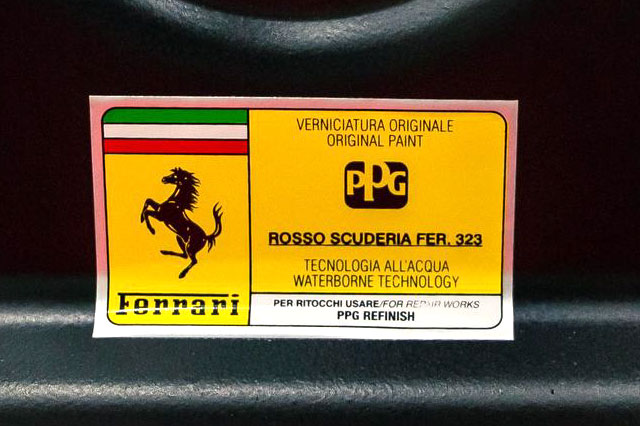 VERNICIATURA ORIGINALE
ORIGINAL PAINT
PPG
ROSSO SCUDERIA FER. 323
TECNOLOGIA ALL'ACQUA
WATERBORNE TECHNOLOGY
Ferrari
PER RITOCCHI USARE/FOR REPAIR WORKS
PPG REFINISH